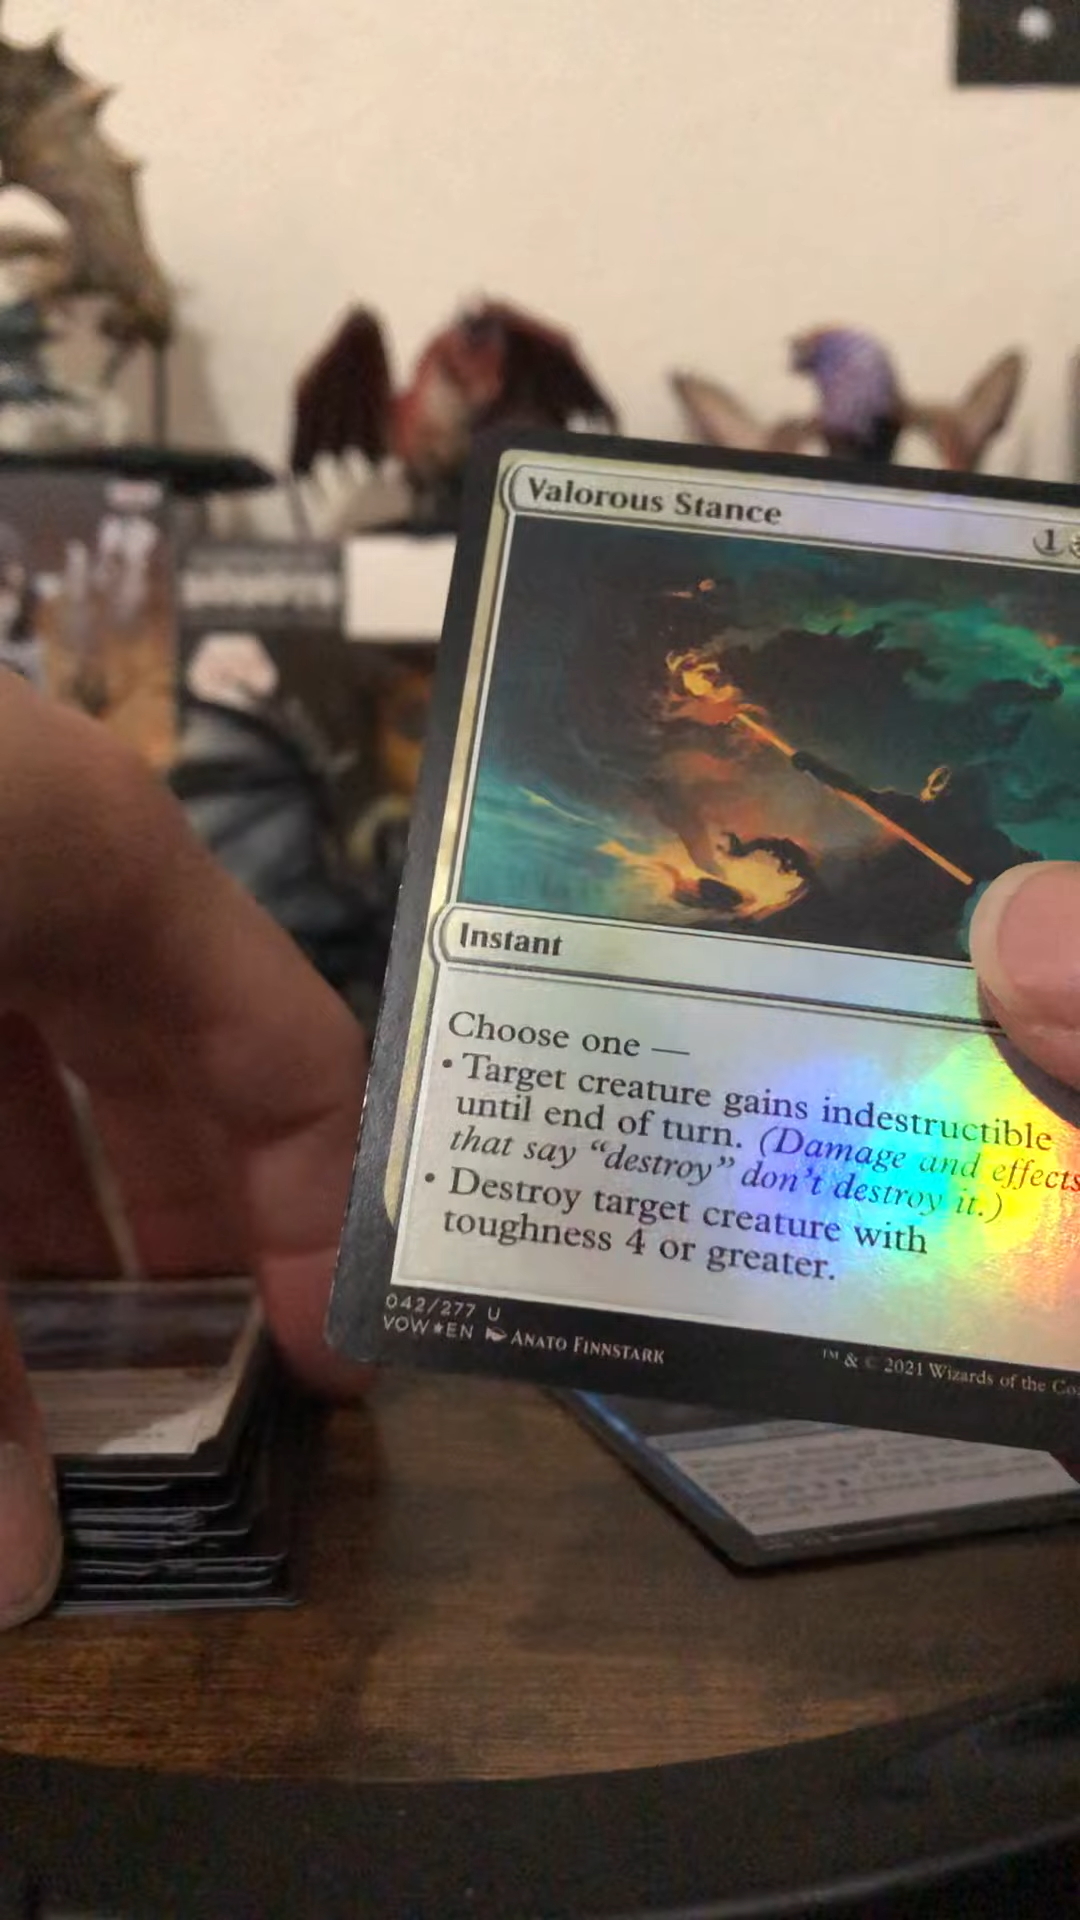 Valorous Stance
1
Instant
Choose one —
• Target creature gains indestructible
until end of turn. (Damage and effects
that say “destroy” don’t destroy it.)
• Destroy target creature with
toughness 4 or greater.
042/277 U
VOW★EN Anato Finnstark
™ & © 2021 Wizards of the